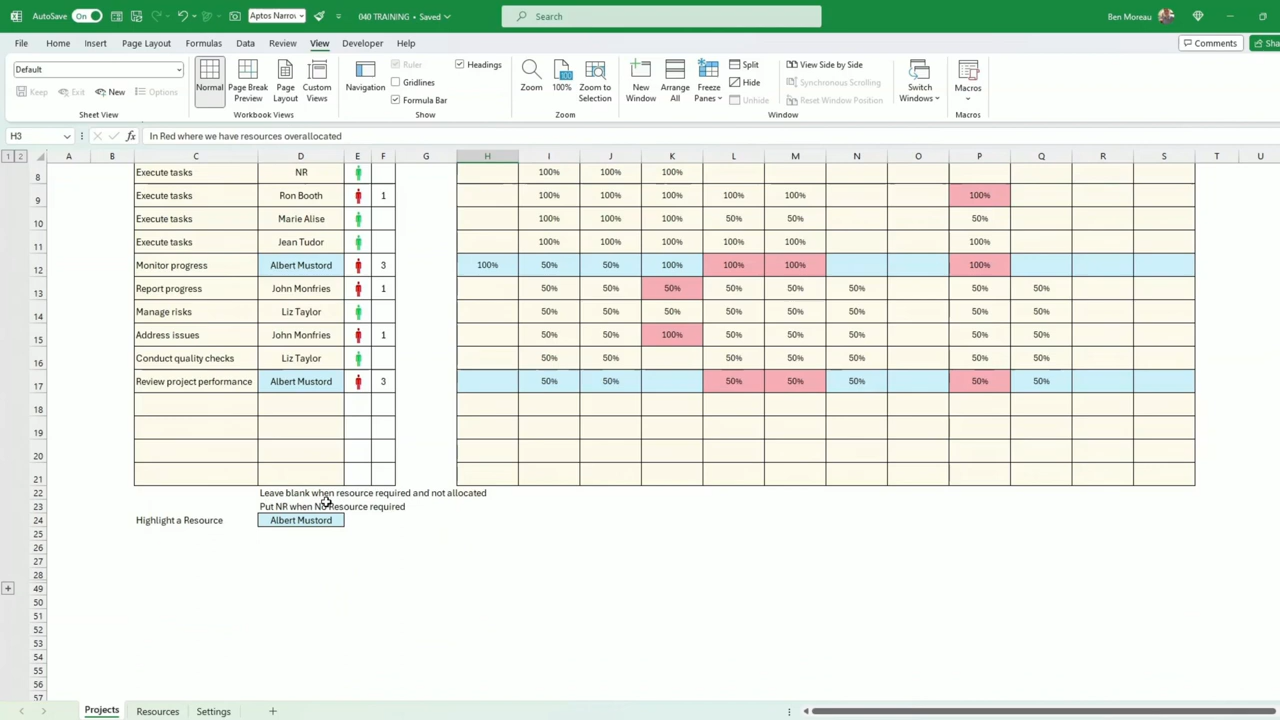 AutoSave On Aptos Narrov 040 TRAINING • Saved Search Ben Moreau
File Home Insert Page Layout Formulas Data Review View Developer Help Comments Sha
Default
Keep Exit New Options
Sheet View
Normal Page Break Preview Page Layout Custom Views
Workbook Views
Navigation Ruler Gridlines Formula Bar Headings
Show
Zoom 100% Zoom to Selection
Zoom
New Window Arrange All Freeze Panes Split Hide Unhide View Side by Side Synchronous Scrolling Reset Window Position Switch Windows
Window
Macros
Macros
H3 fx In Red where we have resources overallocated
1 2 A B C D E F G H I J K L M N O P Q R S T U
8 Execute tasks NR 100% 100% 100%
9 Execute tasks Ron Booth 1 100% 100% 100% 100% 100% 100%
10 Execute tasks Marie Alise 100% 100% 100% 50% 50% 50%
11 Execute tasks Jean Tudor 100% 100% 100% 100% 100% 100%
12 Monitor progress Albert Mustord 3 100% 50% 50% 100% 100% 100% 100%
13 Report progress John Monfries 1 50% 50% 50% 50% 50% 50% 50% 50%
14 Manage risks Liz Taylor 50% 50% 50% 50% 50% 50% 50% 50%
15 Address issues John Monfries 1 50% 50% 100% 50% 50% 50% 50% 50%
16 Conduct quality checks Liz Taylor 50% 50% 50% 50% 50% 50% 50%
17 Review project performance Albert Mustord 3 50% 50% 50% 50% 50% 50% 50%
18
19
20
21
22 Leave blank when resource required and not allocated
23 Put NR when No Resource required
24 Highlight a Resource Albert Mustord
25
26
27
28
49
50
51
52
53
54
55
56
57
Projects Resources Settings